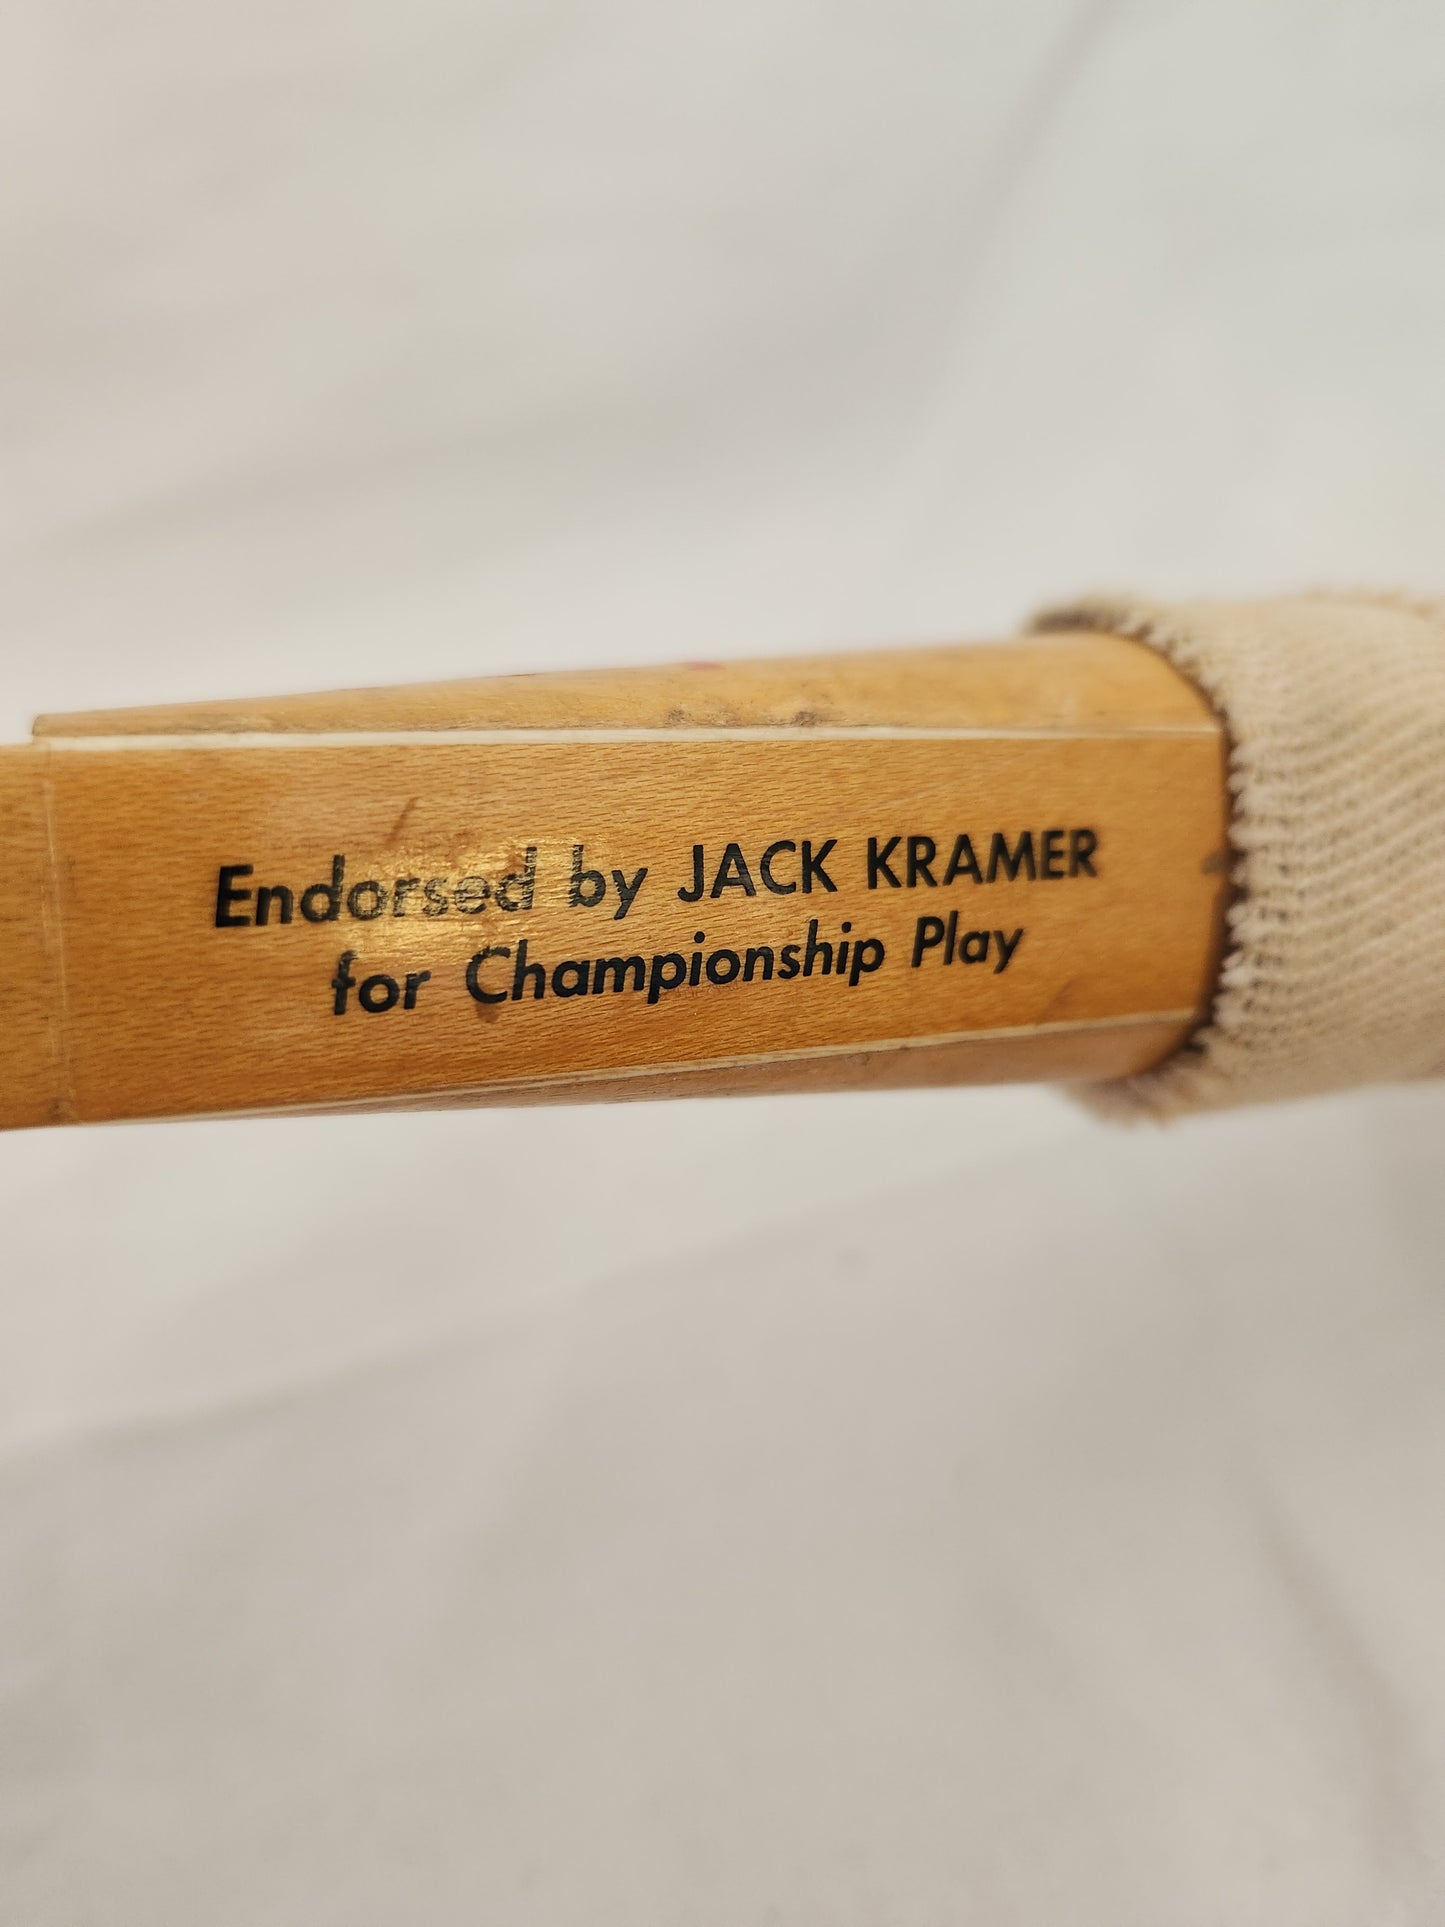 Endorsed by JACK KRAMER
for Championship Play